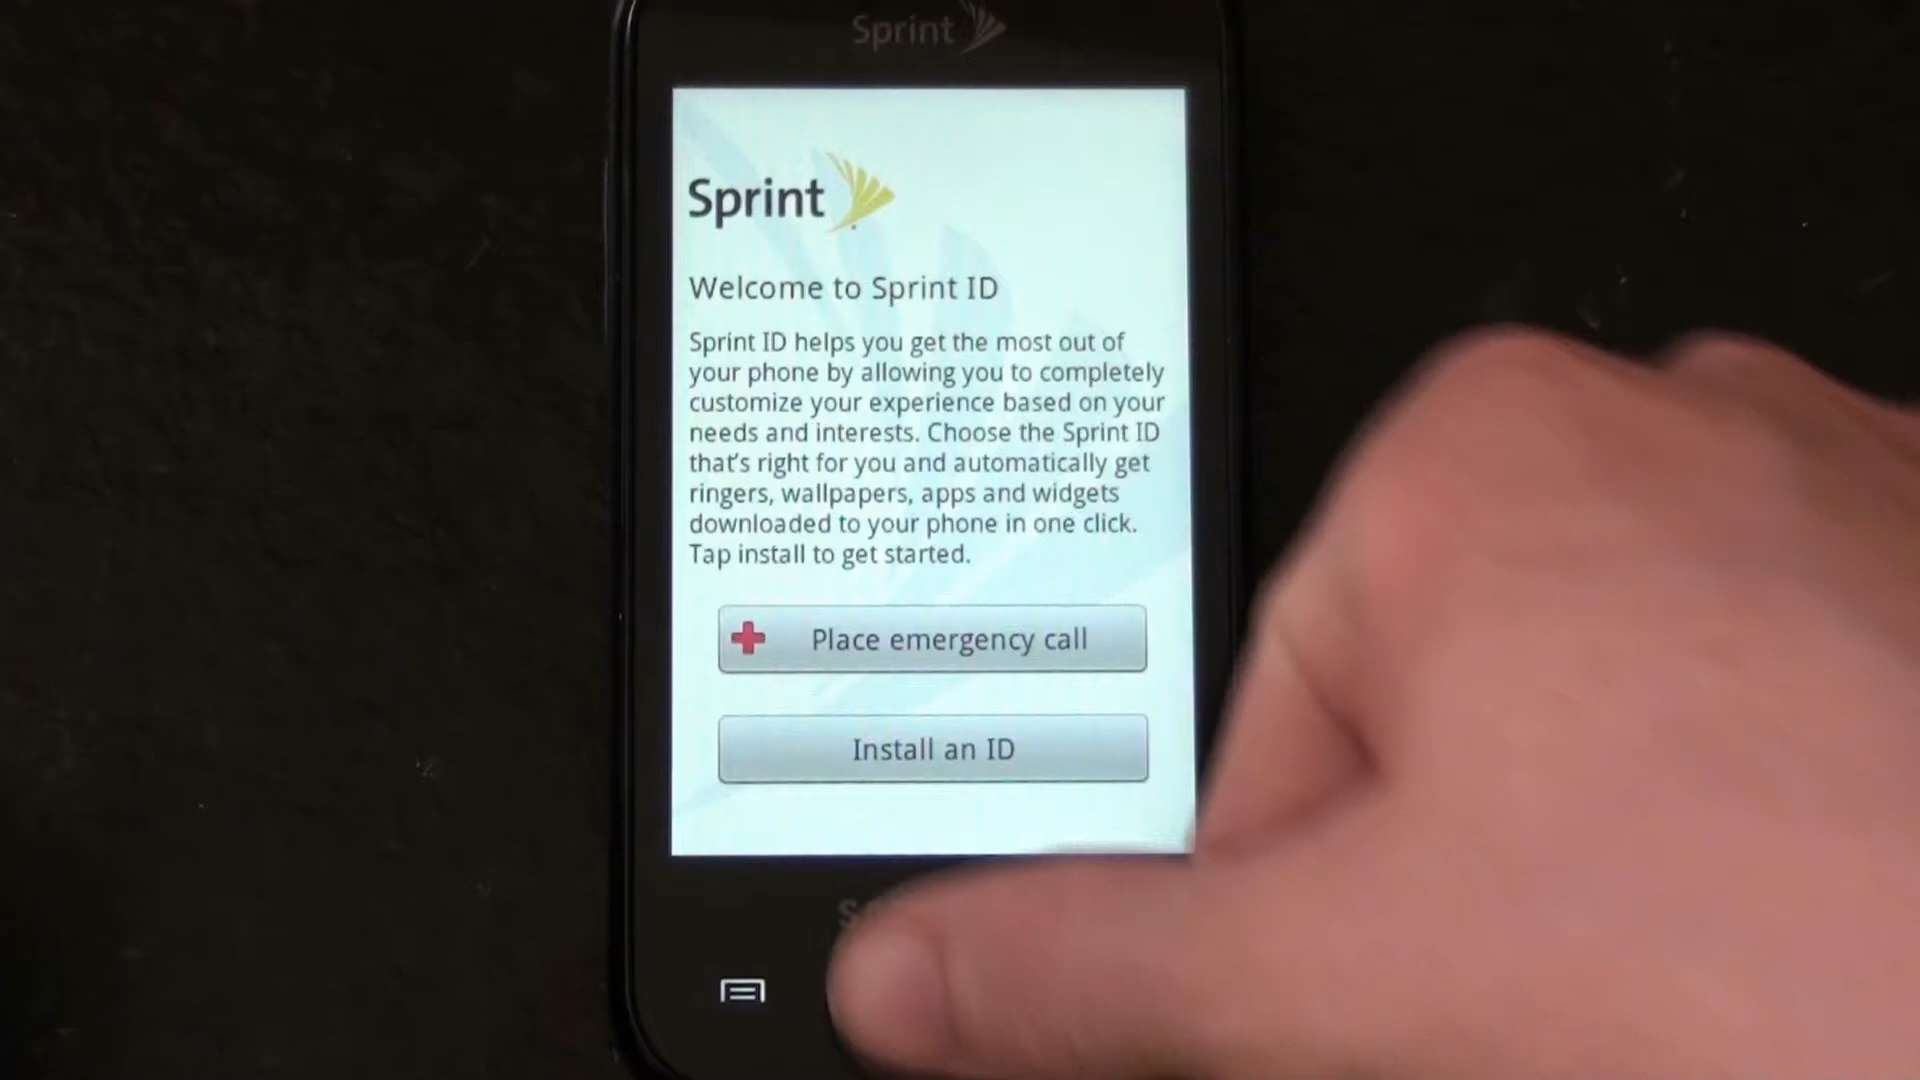 Sprint
Sprint
Welcome to Sprint ID
Sprint ID helps you get the most out of
your phone by allowing you to completely
customize your experience based on your
needs and interests. Choose the Sprint ID
that's right for you and automatically get
ringers, wallpapers, apps and widgets
downloaded to your phone in one click.
Tap install to get started.
Place emergency call
Install an ID